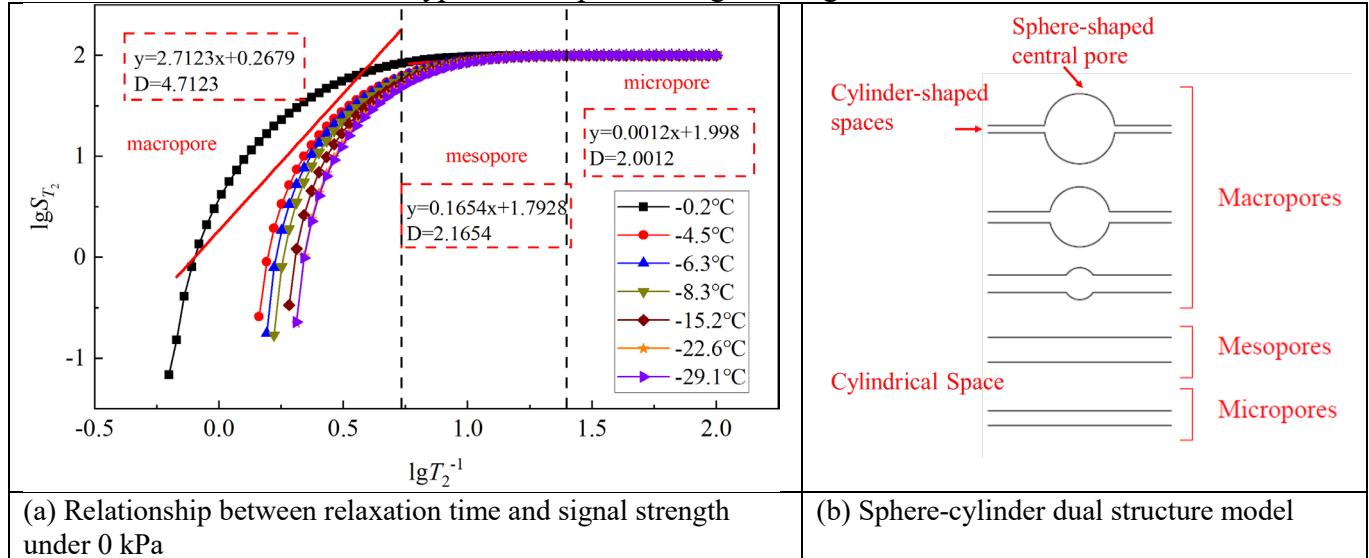 y=2.7123x+0.2679
D=4.7123
macropore
micropore
y=0.0012x+1.998
D=2.0012
mesopore
y=0.1654x+1.7928
D=2.1654
-0.2℃
-4.5℃
-6.3℃
-8.3℃
-15.2℃
-22.6℃
-29.1℃
2
1
0
-1
lgS_T₂
-0.5 0.0 0.5 1.0 1.5 2.0
lgT₂⁻¹
(a) Relationship between relaxation time and signal strength
under 0 kPa
Sphere-shaped
central pore
Cylinder-shaped
spaces
Macropores
Mesopores
Cylindrical Space
Micropores
(b) Sphere-cylinder dual structure model